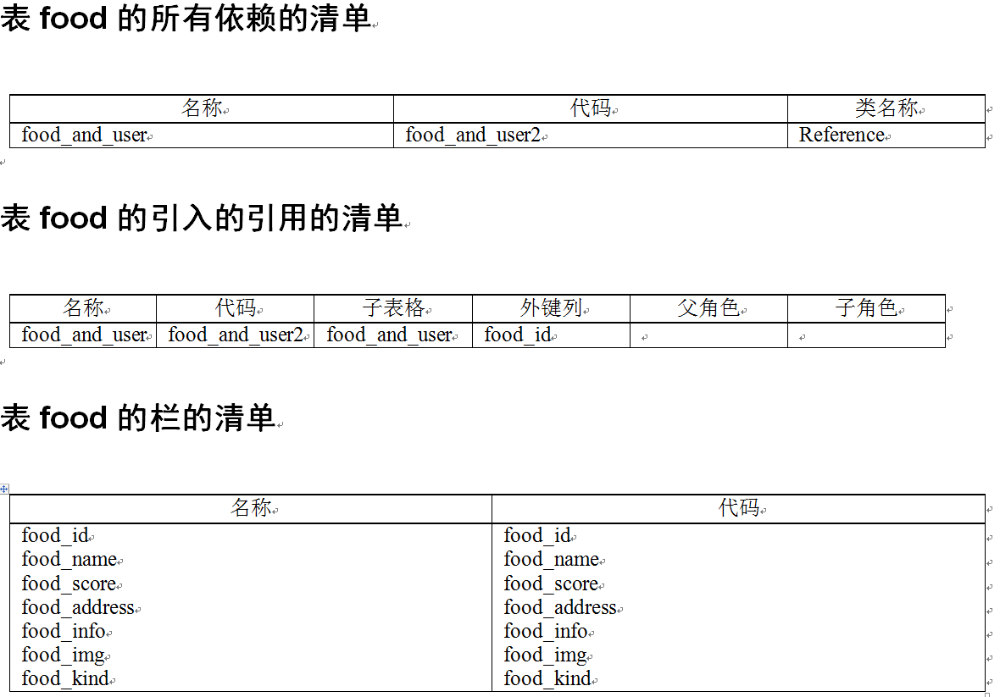 表 food 的所有依赖的清单
名称 代码 类名称
food_and_user food_and_user2 Reference
表 food 的引入的引用的清单
名称 代码 子表格 外键列 父角色 子角色
food_and_user food_and_user2 food_and_user food_id
表 food 的栏的清单
名称 代码
food_id food_id
food_name food_name
food_score food_score
food_address food_address
food_info food_info
food_img food_img
food_kind food_kind